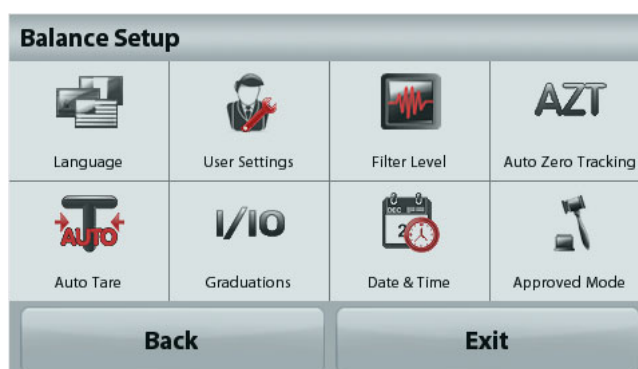 Balance Setup
AZT
Language
User Settings
Filter Level
Auto Zero Tracking
AUTO
I/IO
DEC
2
Auto Tare
Graduations
Date & Time
Approved Mode
Back
Exit